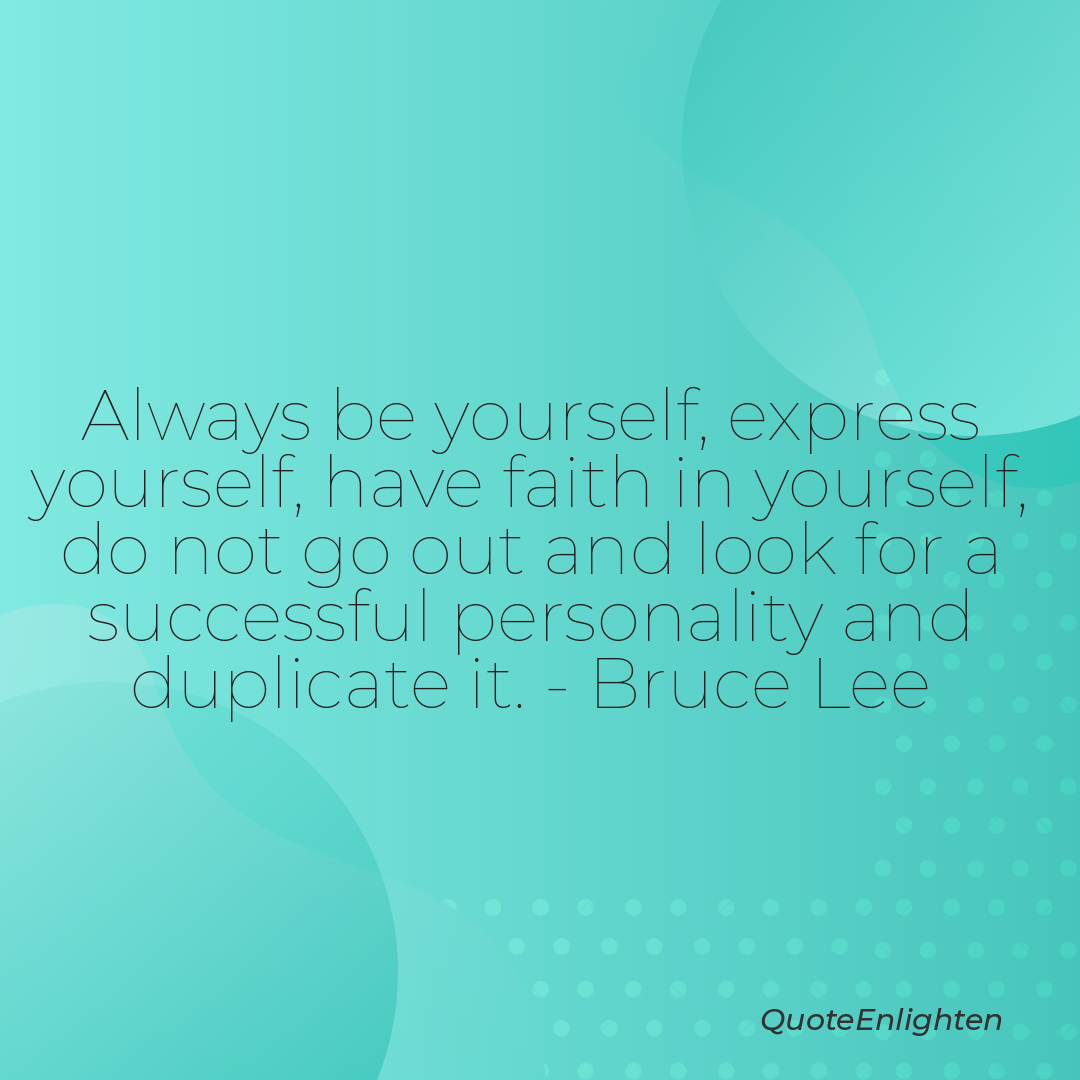 Always be yourself, express
yourself, have faith in yourself,
do not go out and look for a
successful personality and
duplicate it. - Bruce Lee
QuoteEnlighten